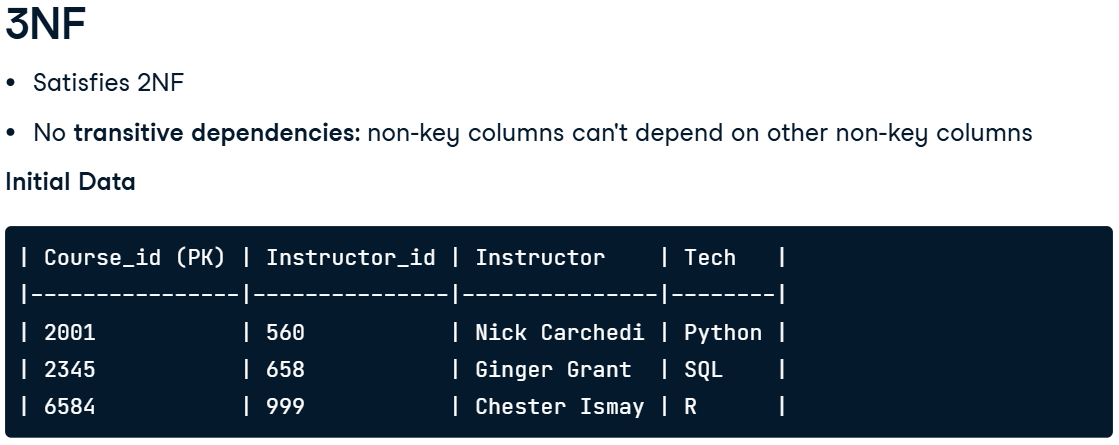 3NF
• Satisfies 2NF
• No transitive dependencies: non-key columns can't depend on other non-key columns
Initial Data
| Course_id (PK) | Instructor_id | Instructor    | Tech   |
|----------------|---------------|---------------|--------|
| 2001           | 560           | Nick Carchedi | Python |
| 2345           | 658           | Ginger Grant  | SQL    |
| 6584           | 999           | Chester Ismay | R      |